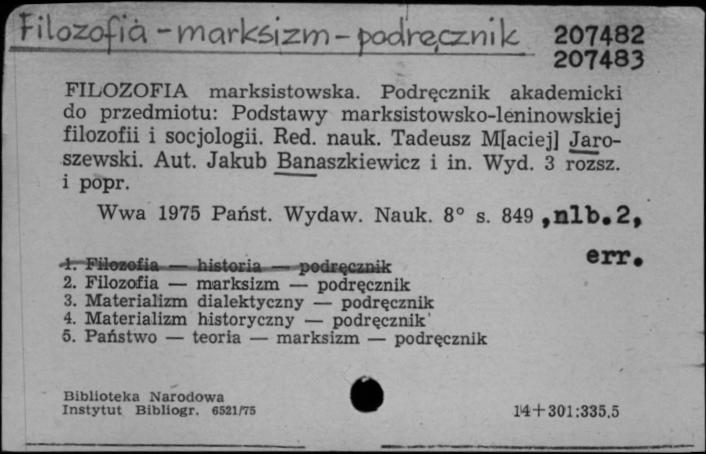 Filozofia - marksizm - podręcznik
207482
207483
FILOZOFIA marksistowska. Podręcznik akademicki
do przedmiotu: Podstawy marksistowsko-leninowskiej
filozofii i socjologii. Red. nauk. Tadeusz M[aciej] Jaro-
szewski. Aut. Jakub Banaszkiewicz i in. Wyd. 3 rozsz.
i popr.
Wwa 1975 Państ. Wydaw. Nauk. 8° s. 849 ,nlb.2,
err.
1. Filozofia — historia — podręcznik
2. Filozofia — marksizm — podręcznik
3. Materializm dialektyczny — podręcznik
4. Materializm historyczny — podręcznik
5. Państwo — teoria — marksizm — podręcznik
Biblioteka Narodowa
Instytut Bibliogr. 6521/75
14+301:335.5